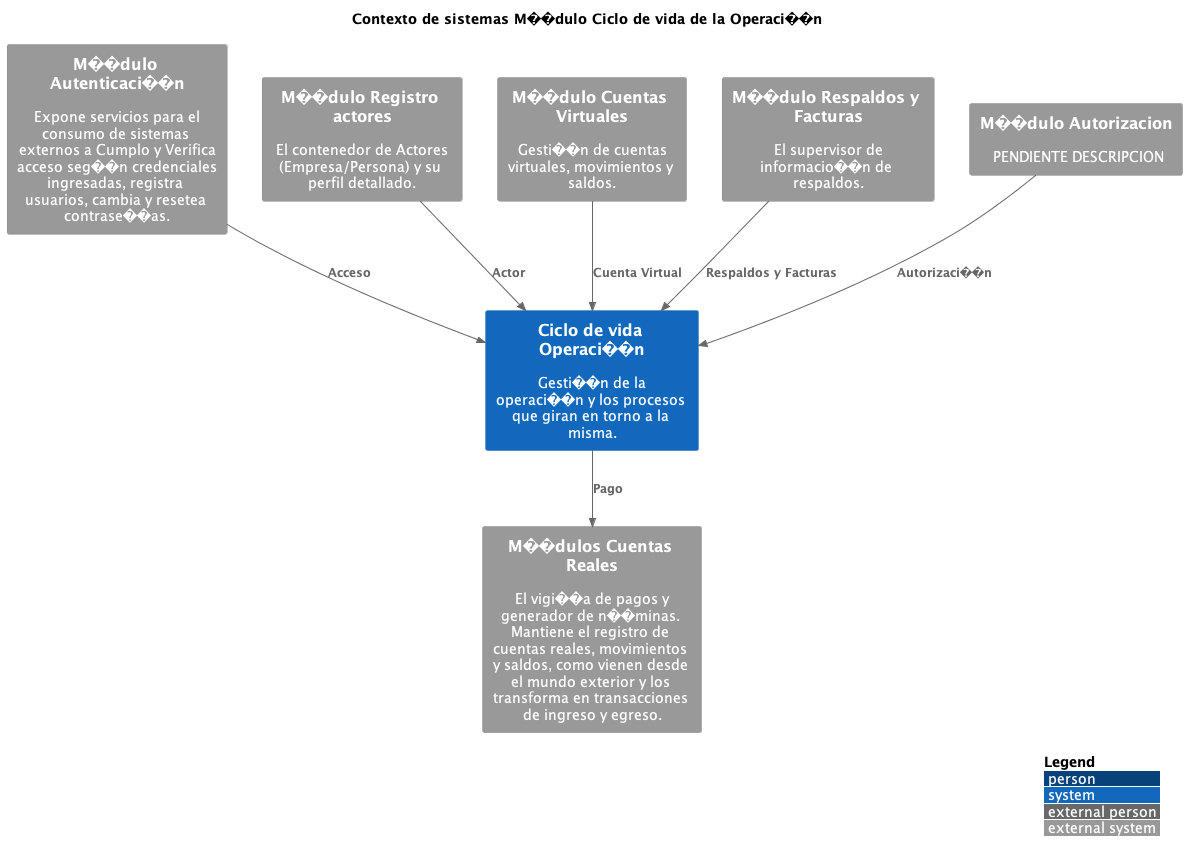 Contexto de sistemas M��dulo Ciclo de vida de la Operaci��n
M��dulo
Autenticaci��n
Expone servicios para el
consumo de sistemas
externos a Cumplo y Verifica
acceso seg��n credenciales
ingresadas, registra
usuarios, cambia y resetea
contrase��as.
M��dulo Registro
actores
El contenedor de Actores
(Empresa/Persona) y su
perfil detallado.
M��dulo Cuentas
Virtuales
Gesti��n de cuentas
virtuales, movimientos y
saldos.
M��dulo Respaldos y
Facturas
El supervisor de
informacio��n de
respaldos.
M��dulo Autorizacion
PENDIENTE DESCRIPCION
Acceso
Actor
Cuenta Virtual
Respaldos y Facturas
Autorizaci��n
Ciclo de vida
Operaci��n
Gesti��n de la
operaci��n y los procesos
que giran en torno a la
misma.
Pago
M��dulos Cuentas
Reales
El vigi��a de pagos y
generador de n��minas.
Mantiene el registro de
cuentas reales, movimientos
y saldos, como vienen desde
el mundo exterior y los
transforma en transacciones
de ingreso y egreso.
Legend
person
system
external person
external system